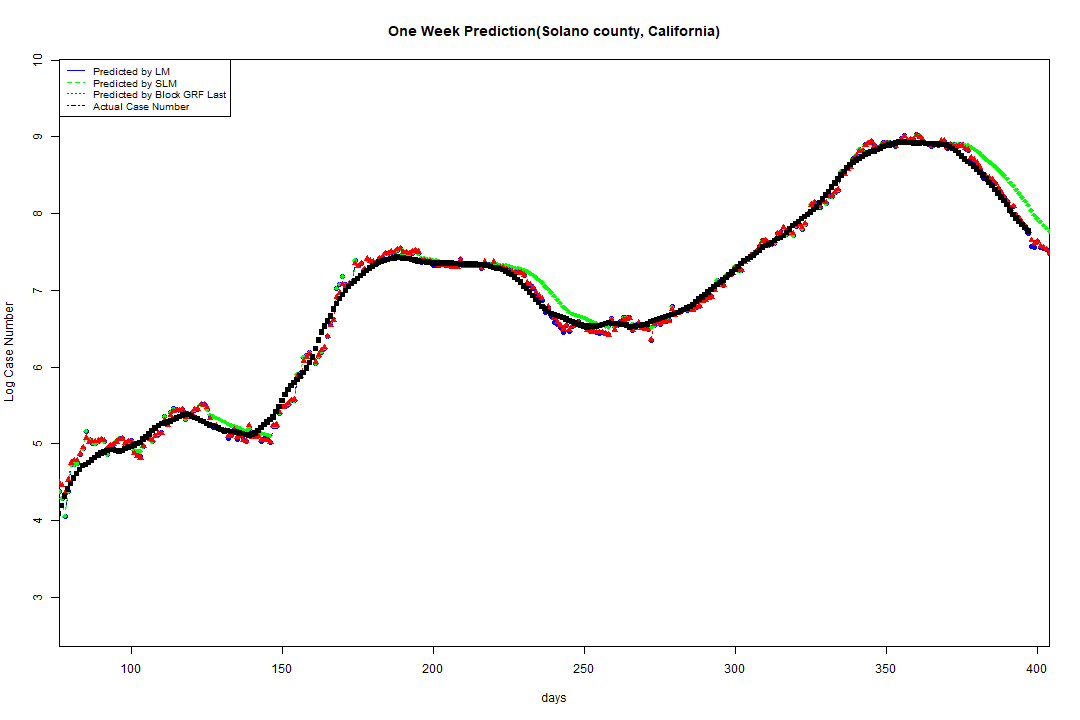 One Week Prediction(Solano county, California)
Predicted by LM
Predicted by SLM
Predicted by Block GRF Last
Actual Case Number
10
9
8
7
6
5
4
3
Log Case Number
100 150 200 250 300 350 400
days